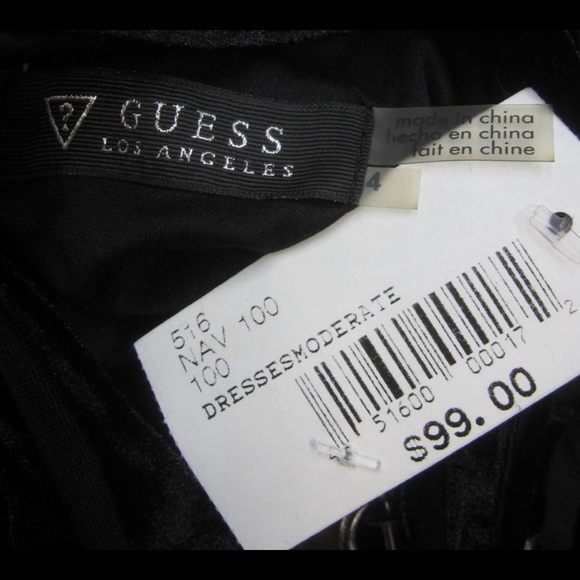 ?
GUESS
LOS ANGELES
made in china
hecho en china
fait en chine
4
516
NAV 100
100
DRESSESMODERATE
51600 00017 2
$99.00